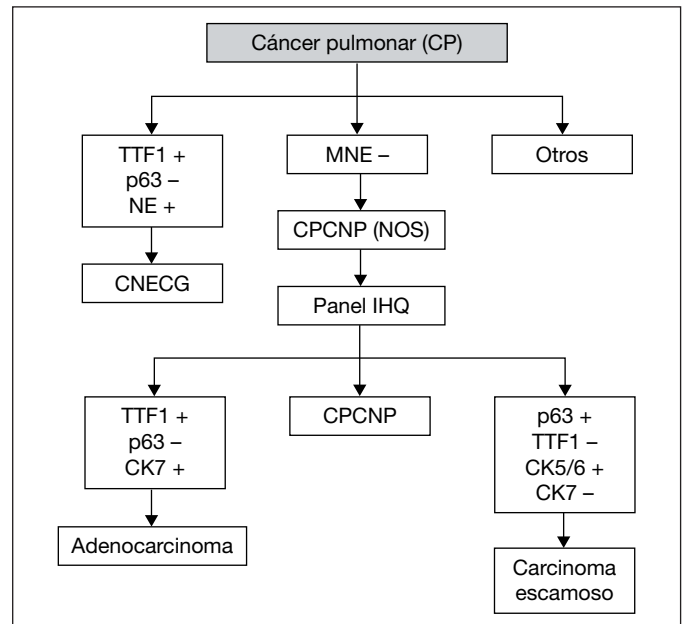 Cáncer pulmonar (CP)
TTF1 +
p63 –
NE +
MNE –
Otros
CPCNP (NOS)
CNECG
Panel IHQ
TTF1 +
p63 –
CK7 +
CPCNP
p63 +
TTF1 –
CK5/6 +
CK7 –
Adenocarcinoma
Carcinoma
escamoso